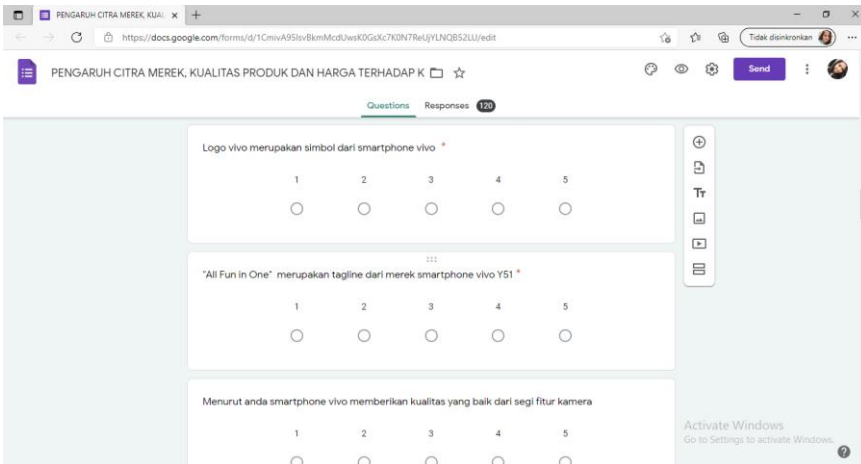 PENGARUH CITRA MEREK, KUAL
https://docs.google.com/forms/d/1CmivA95IsvBkmMcdUwsK0GsXc7K0N7ReUjYLNQB52LU/edit
Tidak disinkronkan
PENGARUH CITRA MEREK, KUALITAS PRODUK DAN HARGA TERHADAP K
Send
Questions Responses 120
Logo vivo merupakan simbol dari smartphone vivo *
1 2 3 4 5
"All Fun in One" merupakan tagline dari merek smartphone vivo Y51 *
1 2 3 4 5
Menurut anda smartphone vivo memberikan kualitas yang baik dari segi fitur kamera
1 2 3 4 5
Tт
Activate Windows
Go to Settings to activate Windows.